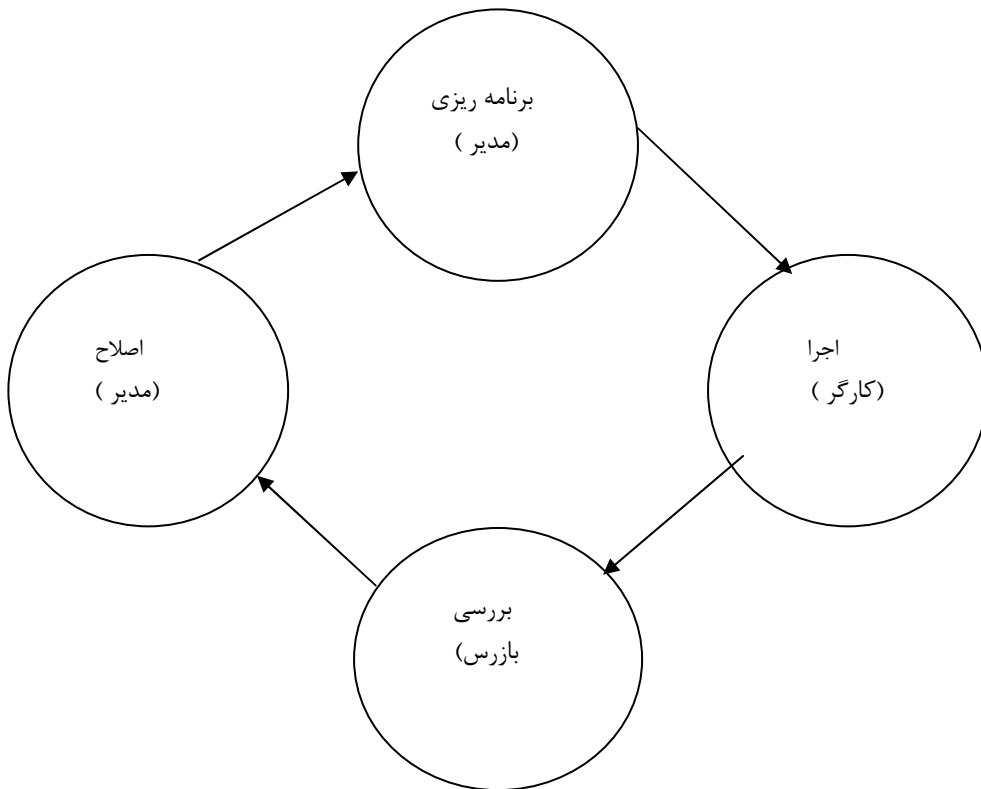 برنامه ریزی
(مدیر )
اجرا
(کارگر )
بررسی
(بازرس
اصلاح
(مدیر )